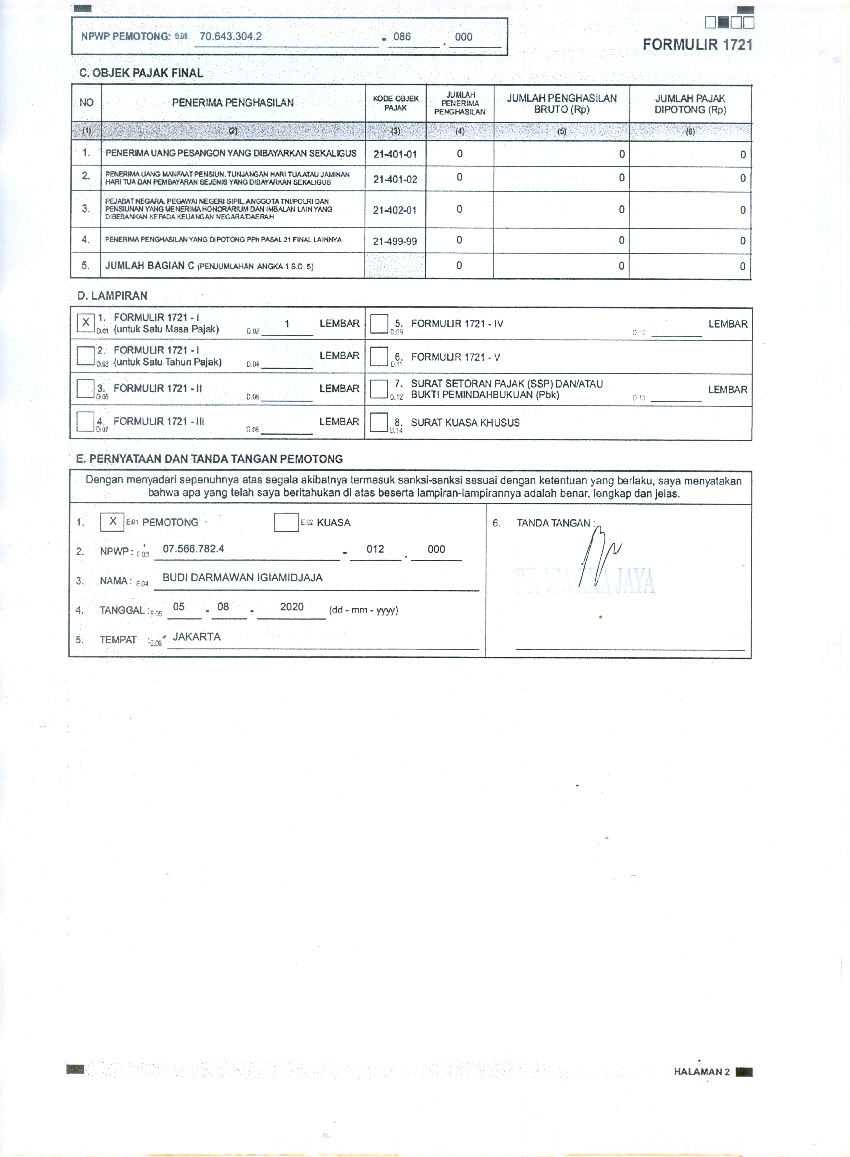 NPWP PEMOTONG: 70.643.304.2 - 086 . 000
FORMULIR 1721
C. OBJEK PAJAK FINAL
NO PENERIMA PENGHASILAN KODE OBJEK PAJAK JUMLAH PENERIMA PENGHASILAN JUMLAH PENGHASILAN BRUTO (Rp) JUMLAH PAJAK DIPOTONG (Rp)
(1) (2) (3) (4) (5) (6)
1. PENERIMA UANG PESANGON YANG DIBAYARKAN SEKALIGUS 21-401-01 0 0 0
2. PENERIMA UANG MANFAAT PENSIUN, TUNJANGAN HARI TUA ATAU JAMINAN
HARI TUA DAN PEMBAYARAN SEJENIS YANG DIBAYARKAN SEKALIGUS 21-401-02 0 0 0
3. PEJABAT NEGARA, PEGAWAI NEGERI SIPIL, ANGGOTA TNI/POLRI DAN
PENSIUNAN YANG MENERIMA HONORARIUM DAN IMBALAN LAIN YANG
DIBEBANKAN KEPADA KEUANGAN NEGARA/DAERAH 21-402-01 0 0 0
4. PENERIMA PENGHASILAN YANG DIPOTONG PPh PASAL 21 FINAL LAINNYA 21-499-99 0 0 0
5. JUMLAH BAGIAN C (PENJUMLAHAN ANGKA 1 S.D. 5) 0 0 0
D. LAMPIRAN
X D.01 1. FORMULIR 1721 - I
(untuk Satu Masa Pajak) D.02 1 LEMBAR
D.03 2. FORMULIR 1721 - I
(untuk Satu Tahun Pajak) D.04 LEMBAR
D.05 3. FORMULIR 1721 - II D.06 LEMBAR
D.07 4. FORMULIR 1721 - III D.08 LEMBAR
D.09 5. FORMULIR 1721 - IV D.10 LEMBAR
D.11 6. FORMULIR 1721 - V
D.12 7. SURAT SETORAN PAJAK (SSP) DAN/ATAU
BUKTI PEMINDAHBUKUAN (Pbk) D.13 LEMBAR
D.14 8. SURAT KUASA KHUSUS
E. PERNYATAAN DAN TANDA TANGAN PEMOTONG
Dengan menyadari sepenuhnya atas segala akibatnya termasuk sanksi-sanksi sesuai dengan ketentuan yang berlaku, saya menyatakan
bahwa apa yang telah saya beritahukan di atas beserta lampiran-lampirannya adalah benar, lengkap dan jelas.
1. X E.01 PEMOTONG E.02 KUASA
2. NPWP : E.03 07.566.782.4 - 012 . 000
3. NAMA : E.04 BUDI DARMAWAN IGIAMIDJAJA
4. TANGGAL : E.05 05 - 08 - 2020 (dd - mm - yyyy)
5. TEMPAT : E.06 JAKARTA
6. TANDA TANGAN :
JAYA
HALAMAN 2